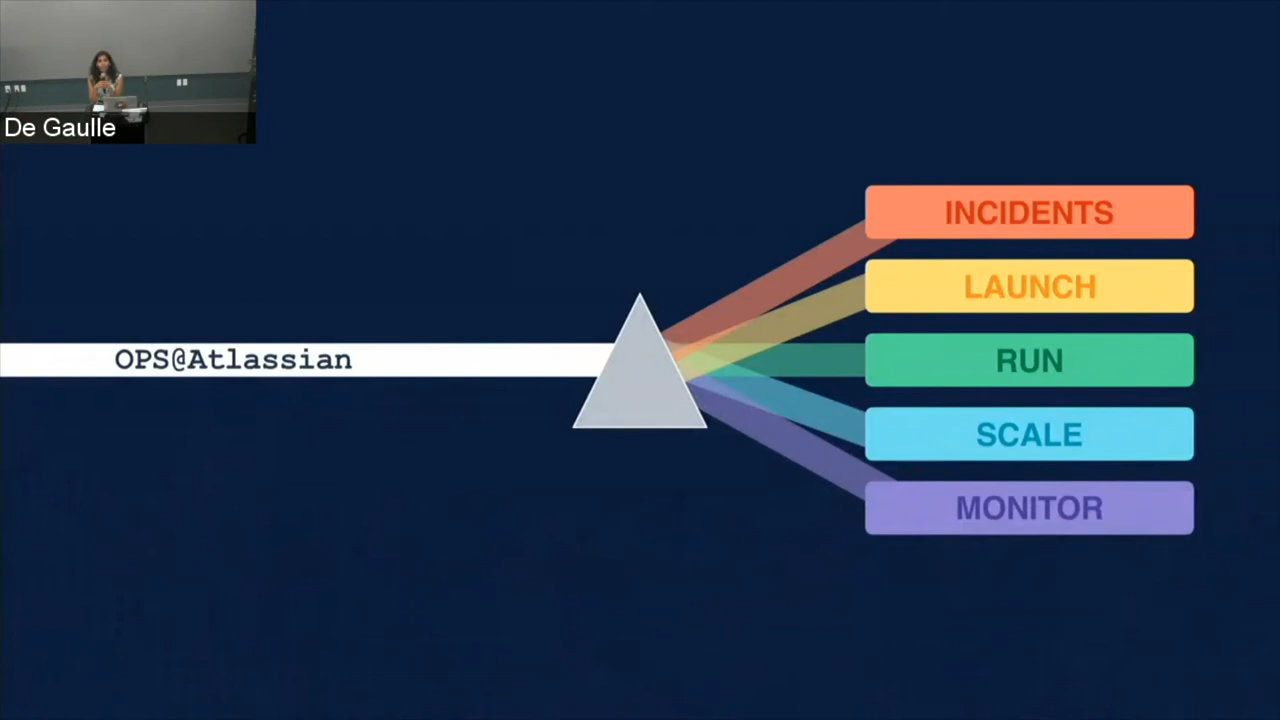 De Gaulle
OPS@Atlassian
INCIDENTS
LAUNCH
RUN
SCALE
MONITOR